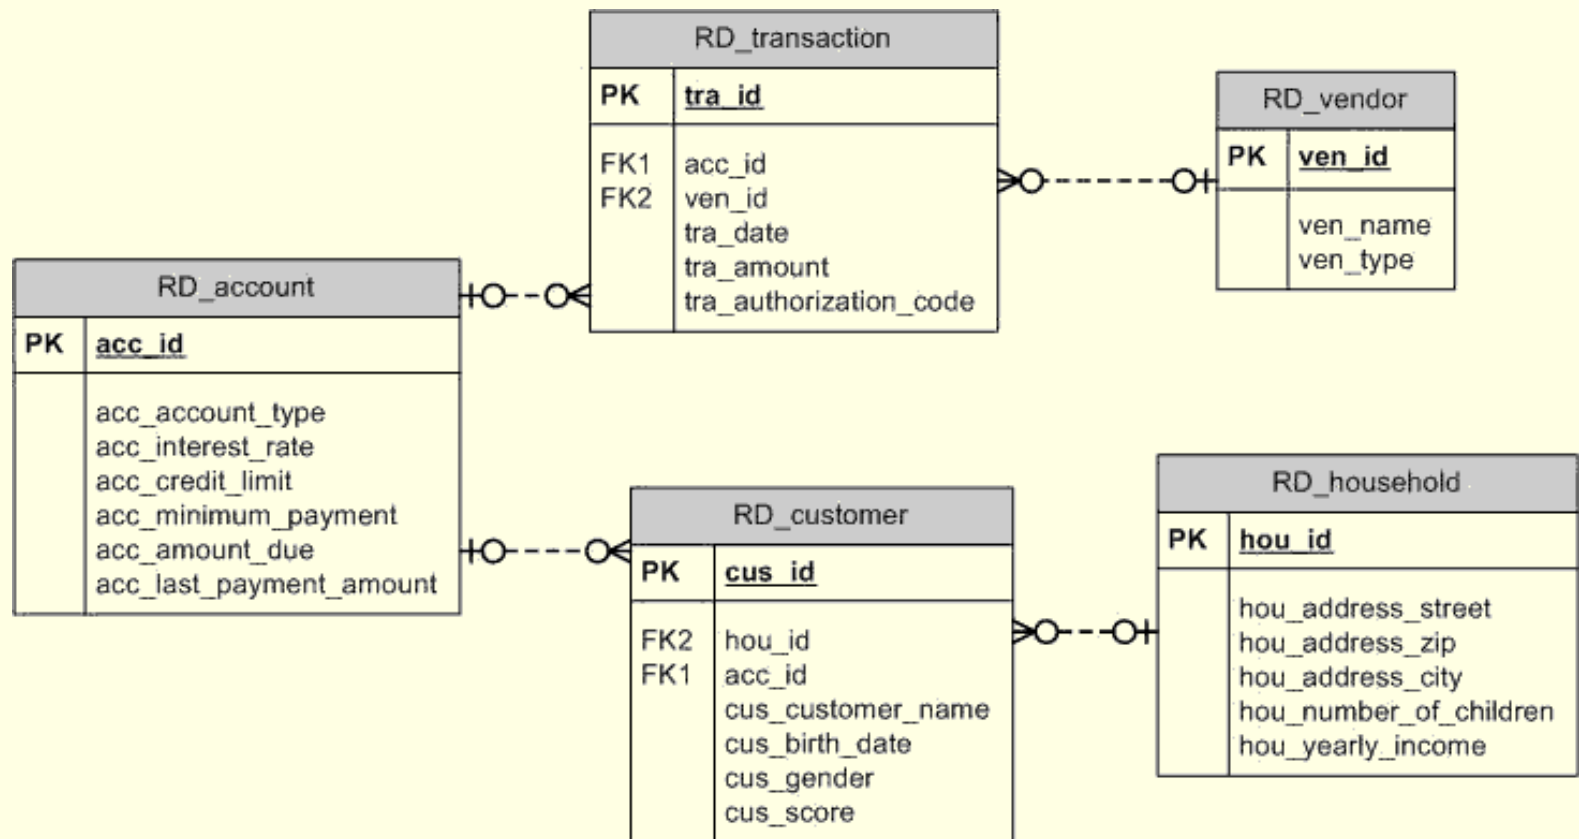 RD_transaction
PK tra_id
FK1 acc_id
FK2 ven_id
tra_date
tra_amount
tra_authorization_code
RD_vendor
PK ven_id
ven_name
ven_type
RD_account
PK acc_id
acc_account_type
acc_interest_rate
acc_credit_limit
acc_minimum_payment
acc_amount_due
acc_last_payment_amount
RD_customer
PK cus_id
FK2 hou_id
FK1 acc_id
cus_customer_name
cus_birth_date
cus_gender
cus_score
RD_household
PK hou_id
hou_address_street
hou_address_zip
hou_address_city
hou_number_of_children
hou_yearly_income